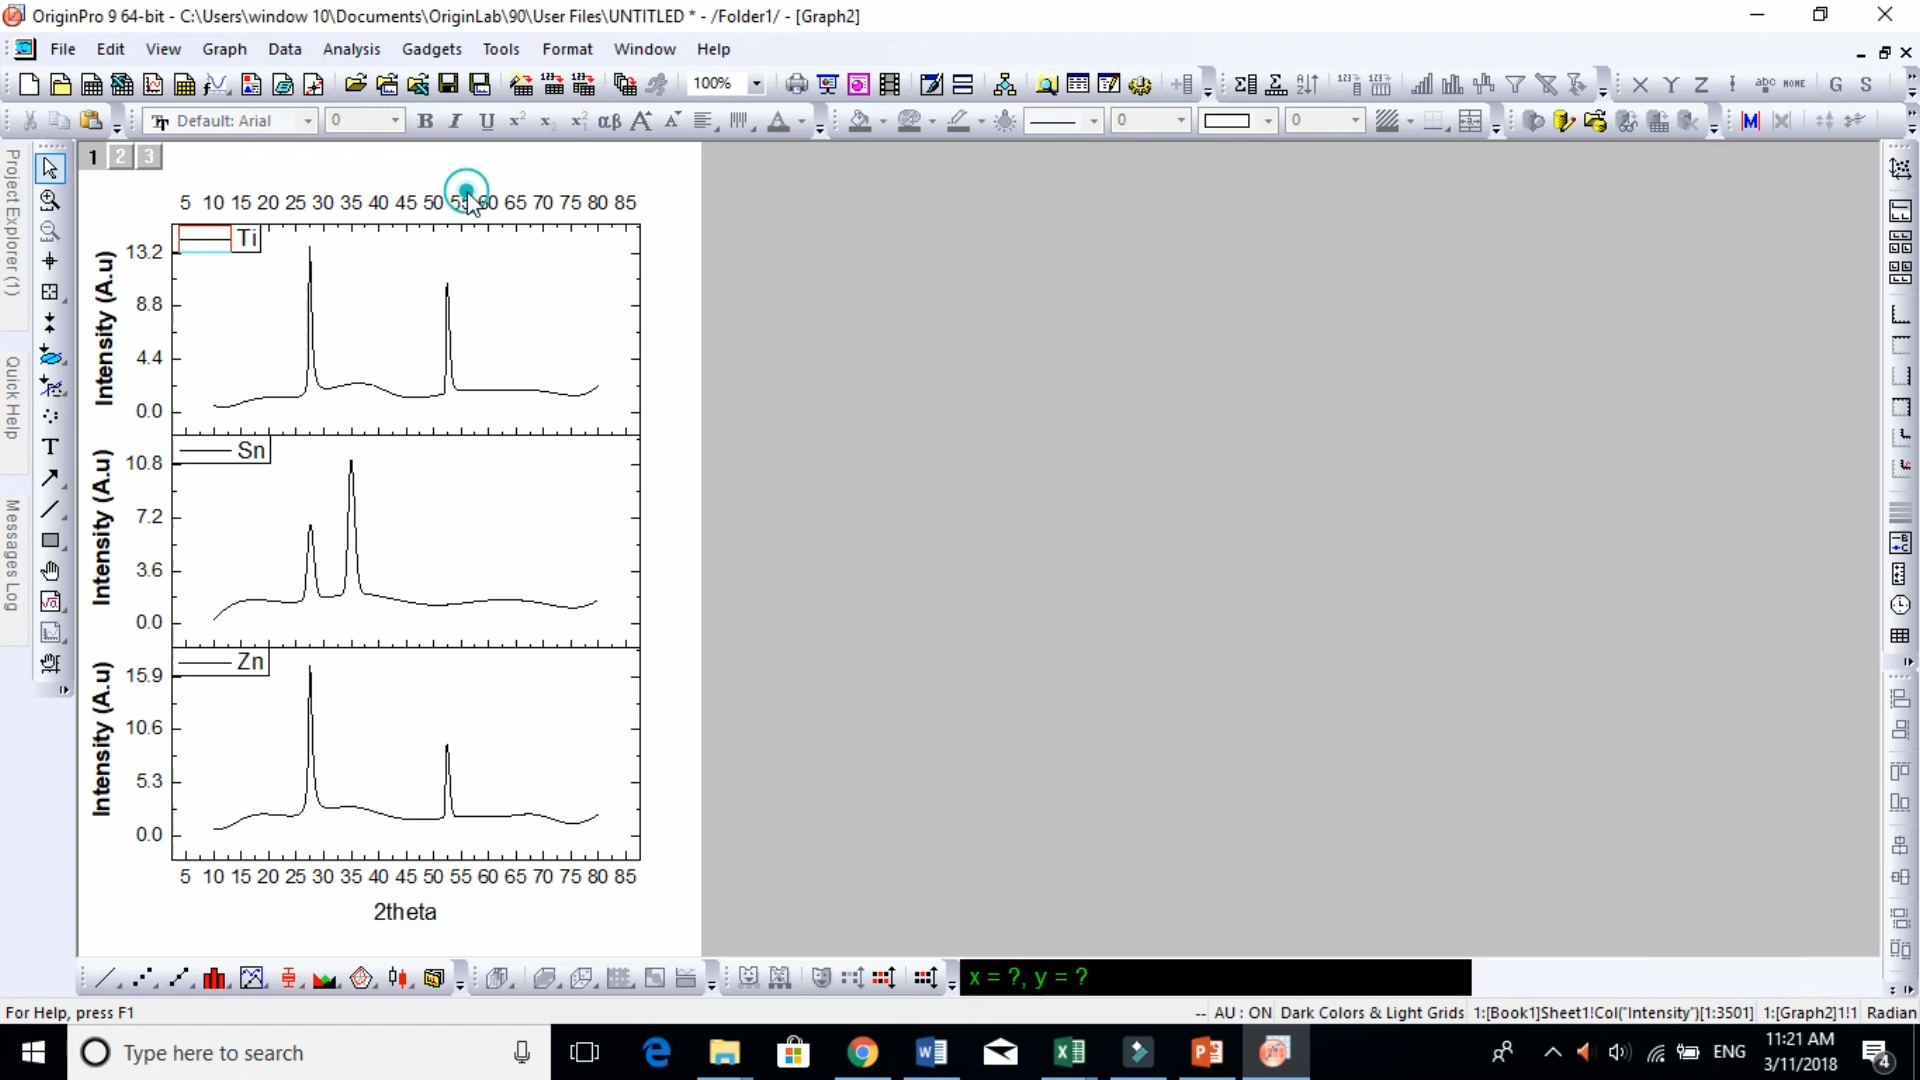 OriginPro 9 64-bit - C:\Users\window 10\Documents\OriginLab\90\User Files\UNTITLED * - /Folder1/ - [Graph2]
File Edit View Graph Data Analysis Categories Format Window Help
100%
Default: Arial 0 B I U αβ A 0 0
X Y Z abc HOME G S
Project Explorer (1)
Quick Help
Messages Log
1 2 3
5 10 15 20 25 30 35 40 45 50 55 60 65 70 75 80 85
Ti
Intensity (A.u)
13.2
8.8
4.4
0.0
Sn
Intensity (A.u)
10.8
7.2
3.6
0.0
Zn
Intensity (A.u)
15.9
10.6
5.3
0.0
5 10 15 20 25 30 35 40 45 50 55 60 65 70 75 80 85
2theta
x = ?, y = ?
For Help, press F1
-- AU : ON Dark Colors & Light Grids 1:[Book1]Sheet1!Col("Intensity")[1:3501] 1:[Graph2]1!1 Radian
Type here to search
ENG
11:21 AM
3/11/2018
4